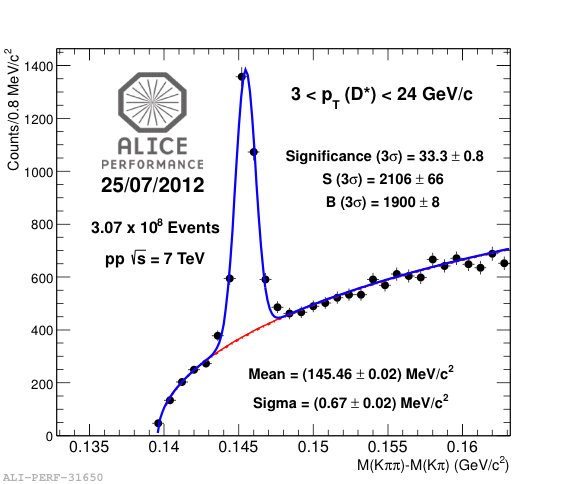 Counts/0.8 MeV/c²
1400
1200
1000
800
600
400
200
0
ALICE
PERFORMANCE
25/07/2012
3.07 x 10⁸ Events
pp √s = 7 TeV
3 < p_T (D*) < 24 GeV/c
Significance (3σ) = 33.3 ± 0.8
S (3σ) = 2106 ± 66
B (3σ) = 1900 ± 8
Mean = (145.46 ± 0.02) MeV/c²
Sigma = (0.67 ± 0.02) MeV/c²
0.135 0.14 0.145 0.15 0.155 0.16
M(Kππ)-M(Kπ) (GeV/c²)
ALI-PERF-31650